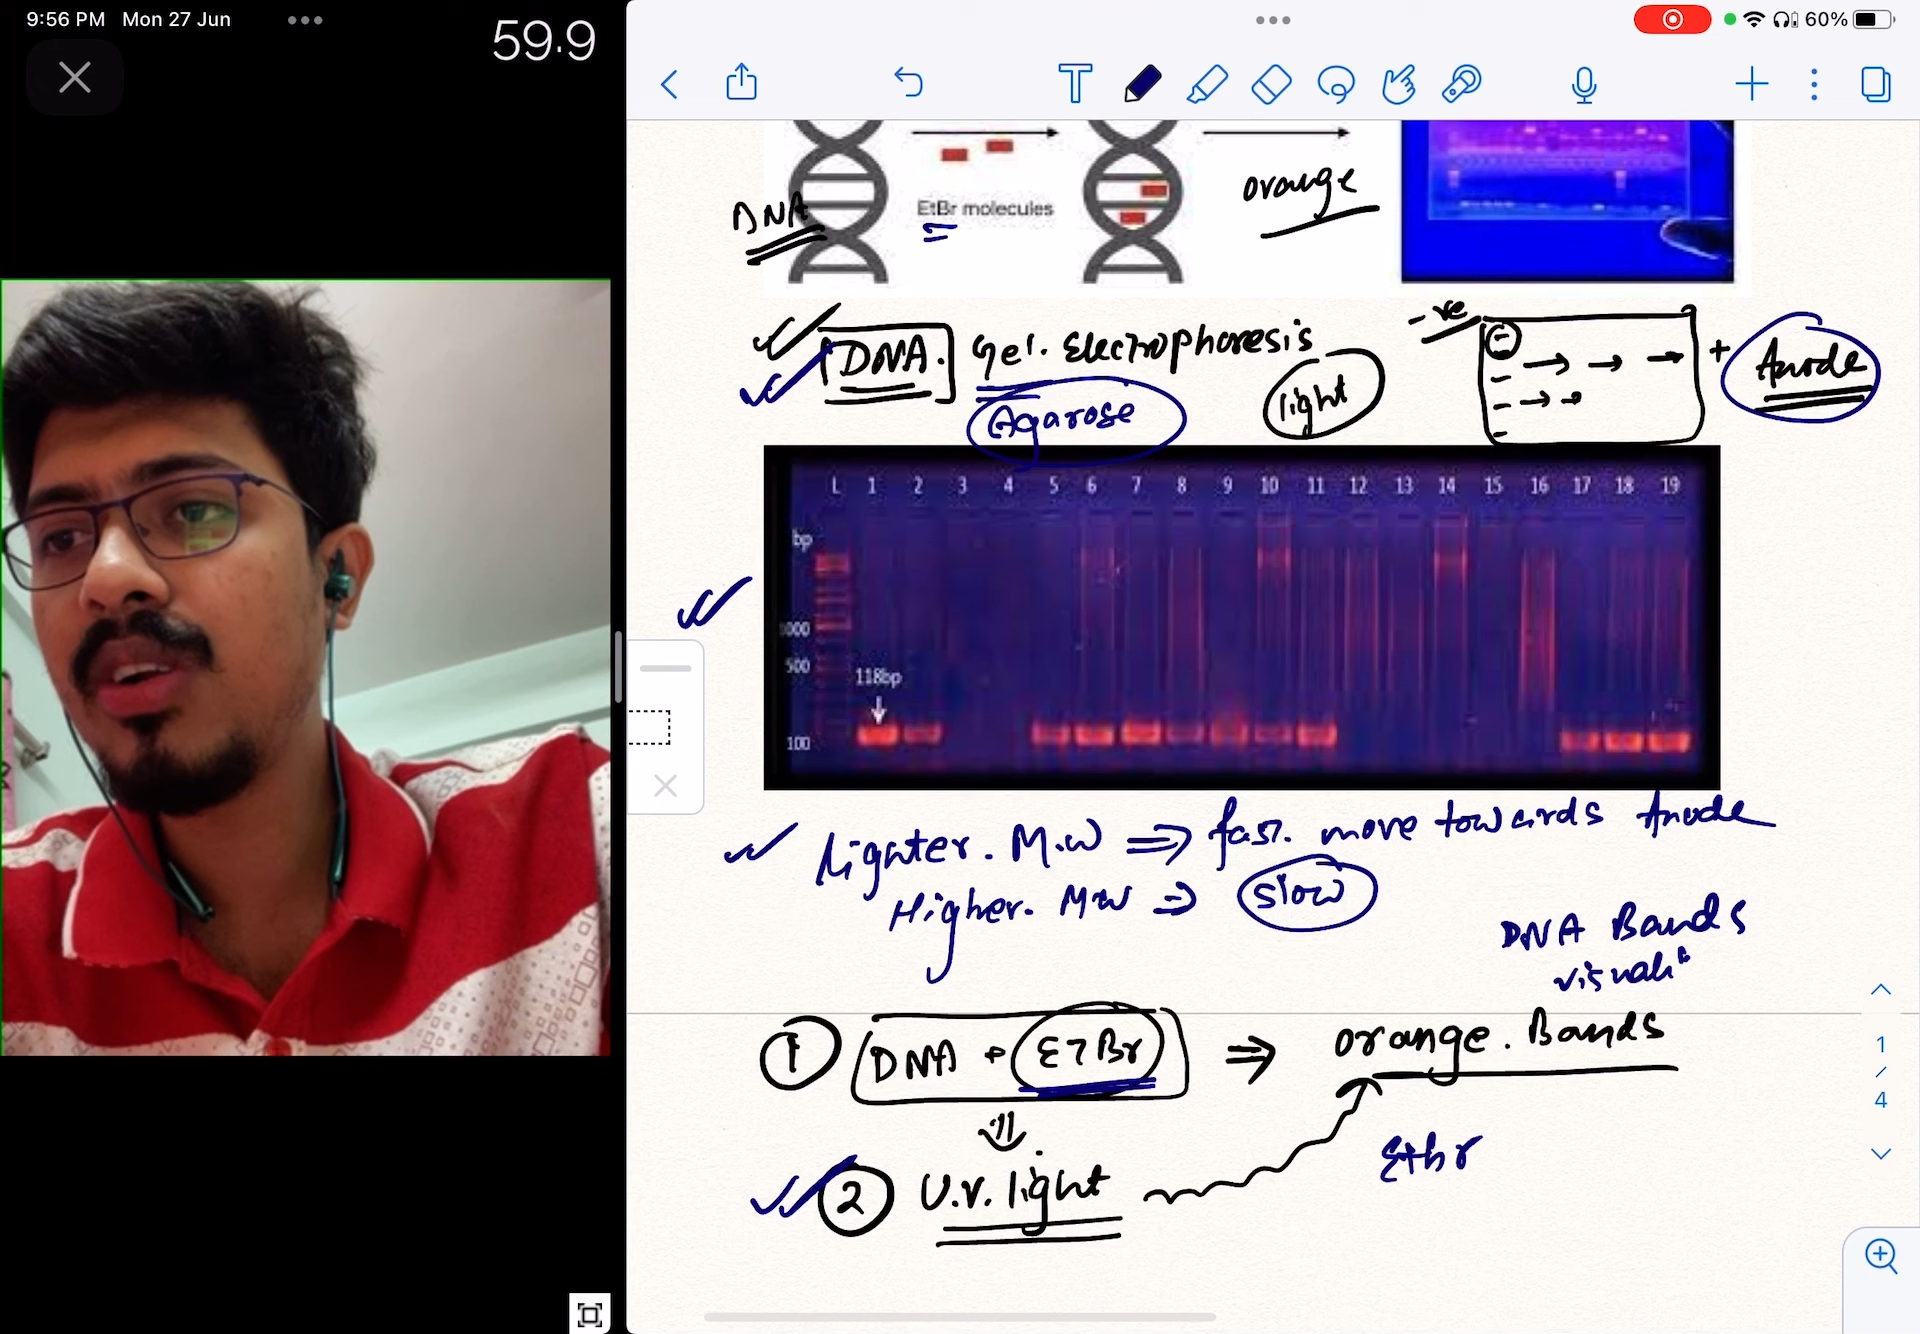 9:56 PM Mon 27 Jun
59.9
60%
T
DNA
EtBr molecules
orange
DNA. Gel. Electrophoresis
-ve
+ Anode
Agarose
light
L 1 2 3 4 5 6 7 8 9 10 11 12 13 14 15 16 17 18 19
bp
1000
500
118bp
100
Lighter. M.W ⇒ fast. move towards Anode
Higher. MW ⇒ slow
DNA Bands
1 DNA + ETBr ⇒ orange. Bands
2 U.V. light
Etbr
1
/
4